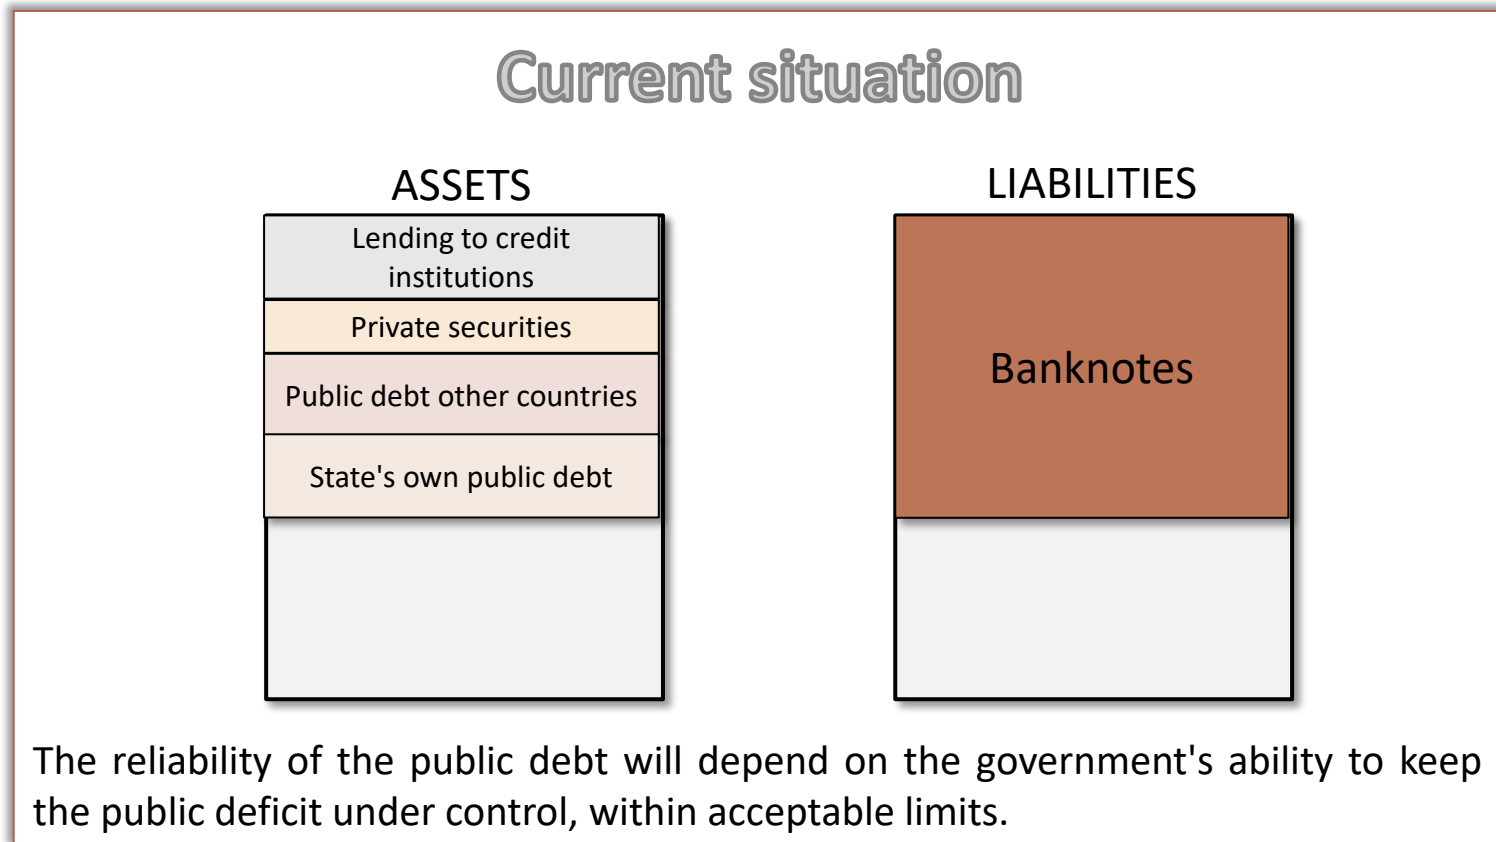 Current situation
ASSETS
Lending to credit
institutions
Private securities
Public debt other countries
State's own public debt
LIABILITIES
Banknotes
The reliability of the public debt will depend on the government's ability to keep
the public deficit under control, within acceptable limits.